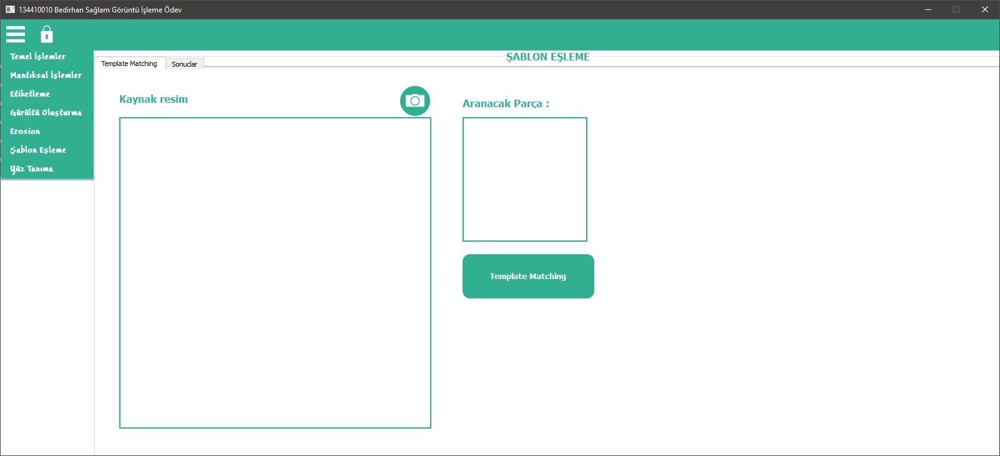 134410010 Bedirhan Sağlam Görüntü İşleme Ödev
Temel İşlemler
Mantıksal İşlemler
Etiketleme
Gürültü Oluşturma
Erosion
Şablon Eşleme
Yüz Tanıma
ŞABLON EŞLEME
Template Matching
Sonuclar
Kaynak resim
Aranacak Parça :
Template Matching